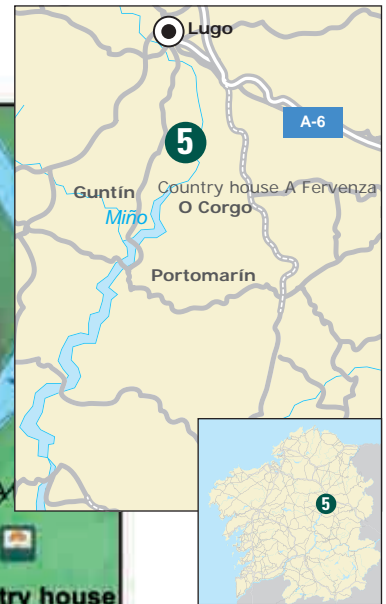 Lugo
A-6
5
Guntín
Country house A Fervenza
Miño
O Corgo
Portomarín
5
try house